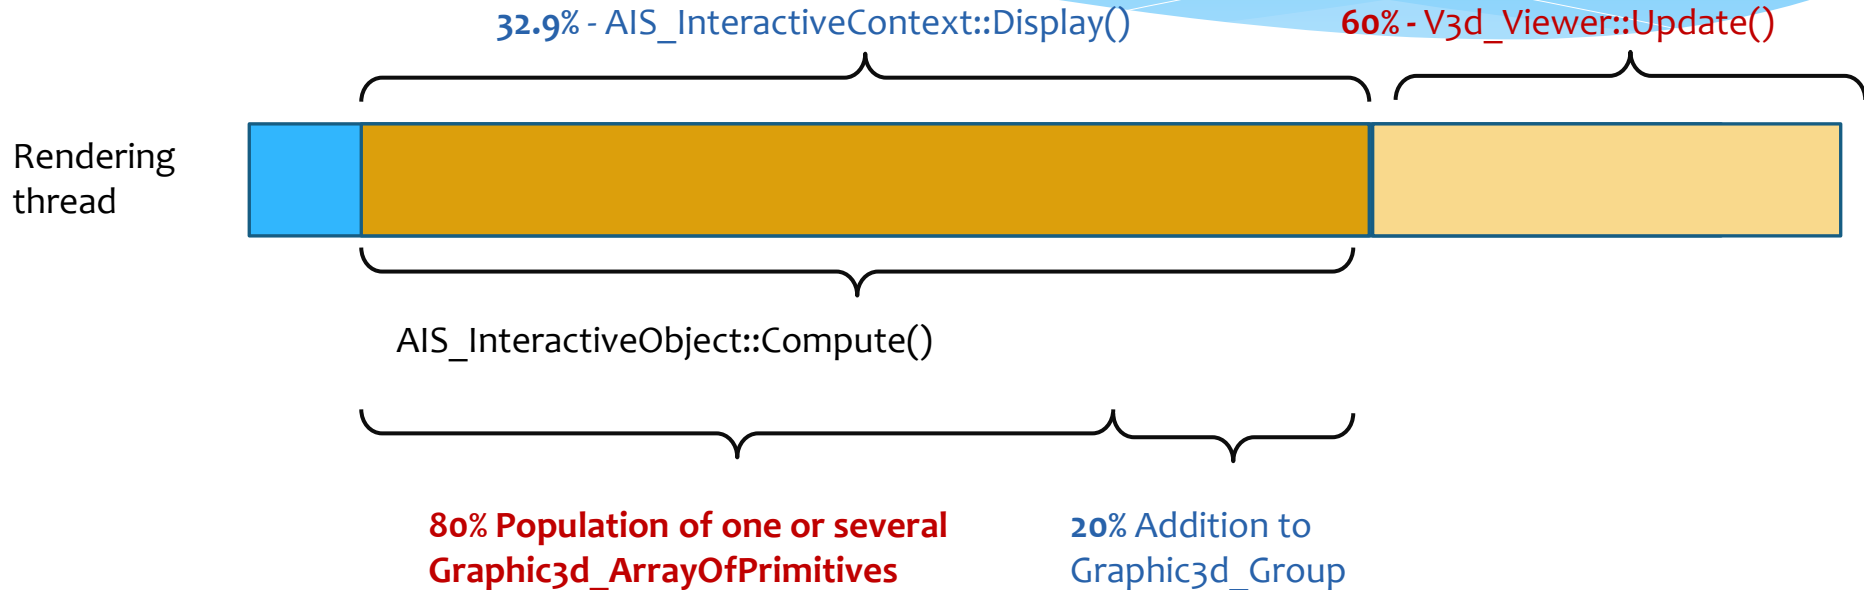 32.9% - AIS_InteractiveContext::Display()
60% - V3d_Viewer::Update()
Rendering
thread
AIS_InteractiveObject::Compute()
80% Population of one or several
Graphic3d_ArrayOfPrimitives
20% Addition to
Graphic3d_Group